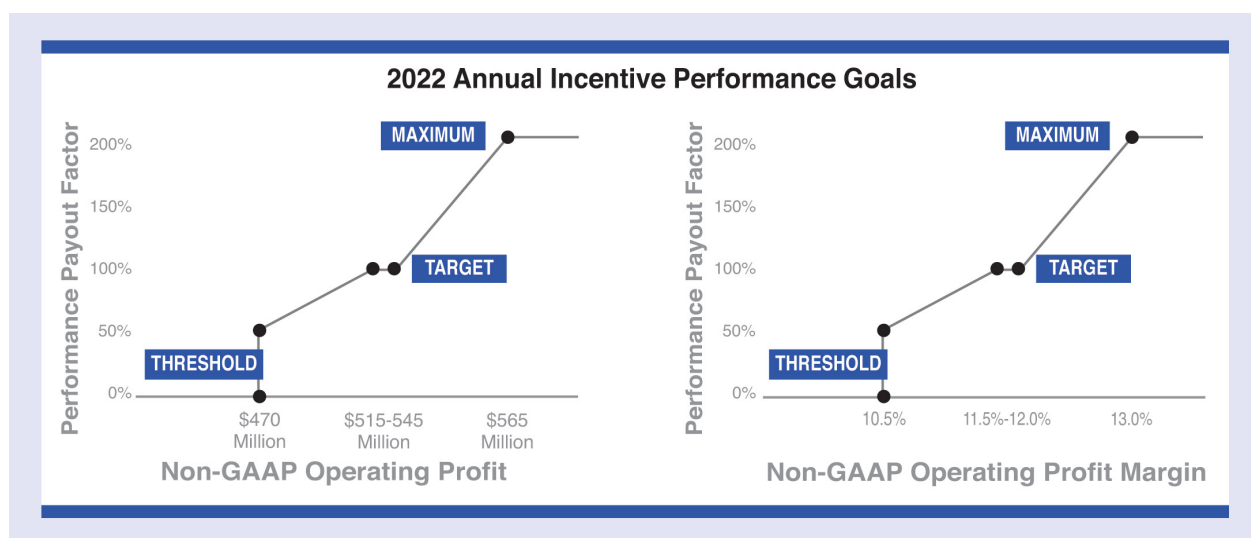 2022 Annual Incentive Performance Goals
Performance Payout Factor
200%
150%
100%
50%
0%
MAXIMUM
TARGET
THRESHOLD
$470
Million
$515-545
Million
$565
Million
Non-GAAP Operating Profit
Performance Payout Factor
200%
150%
100%
50%
0%
MAXIMUM
TARGET
THRESHOLD
10.5%
11.5%-12.0%
13.0%
Non-GAAP Operating Profit Margin